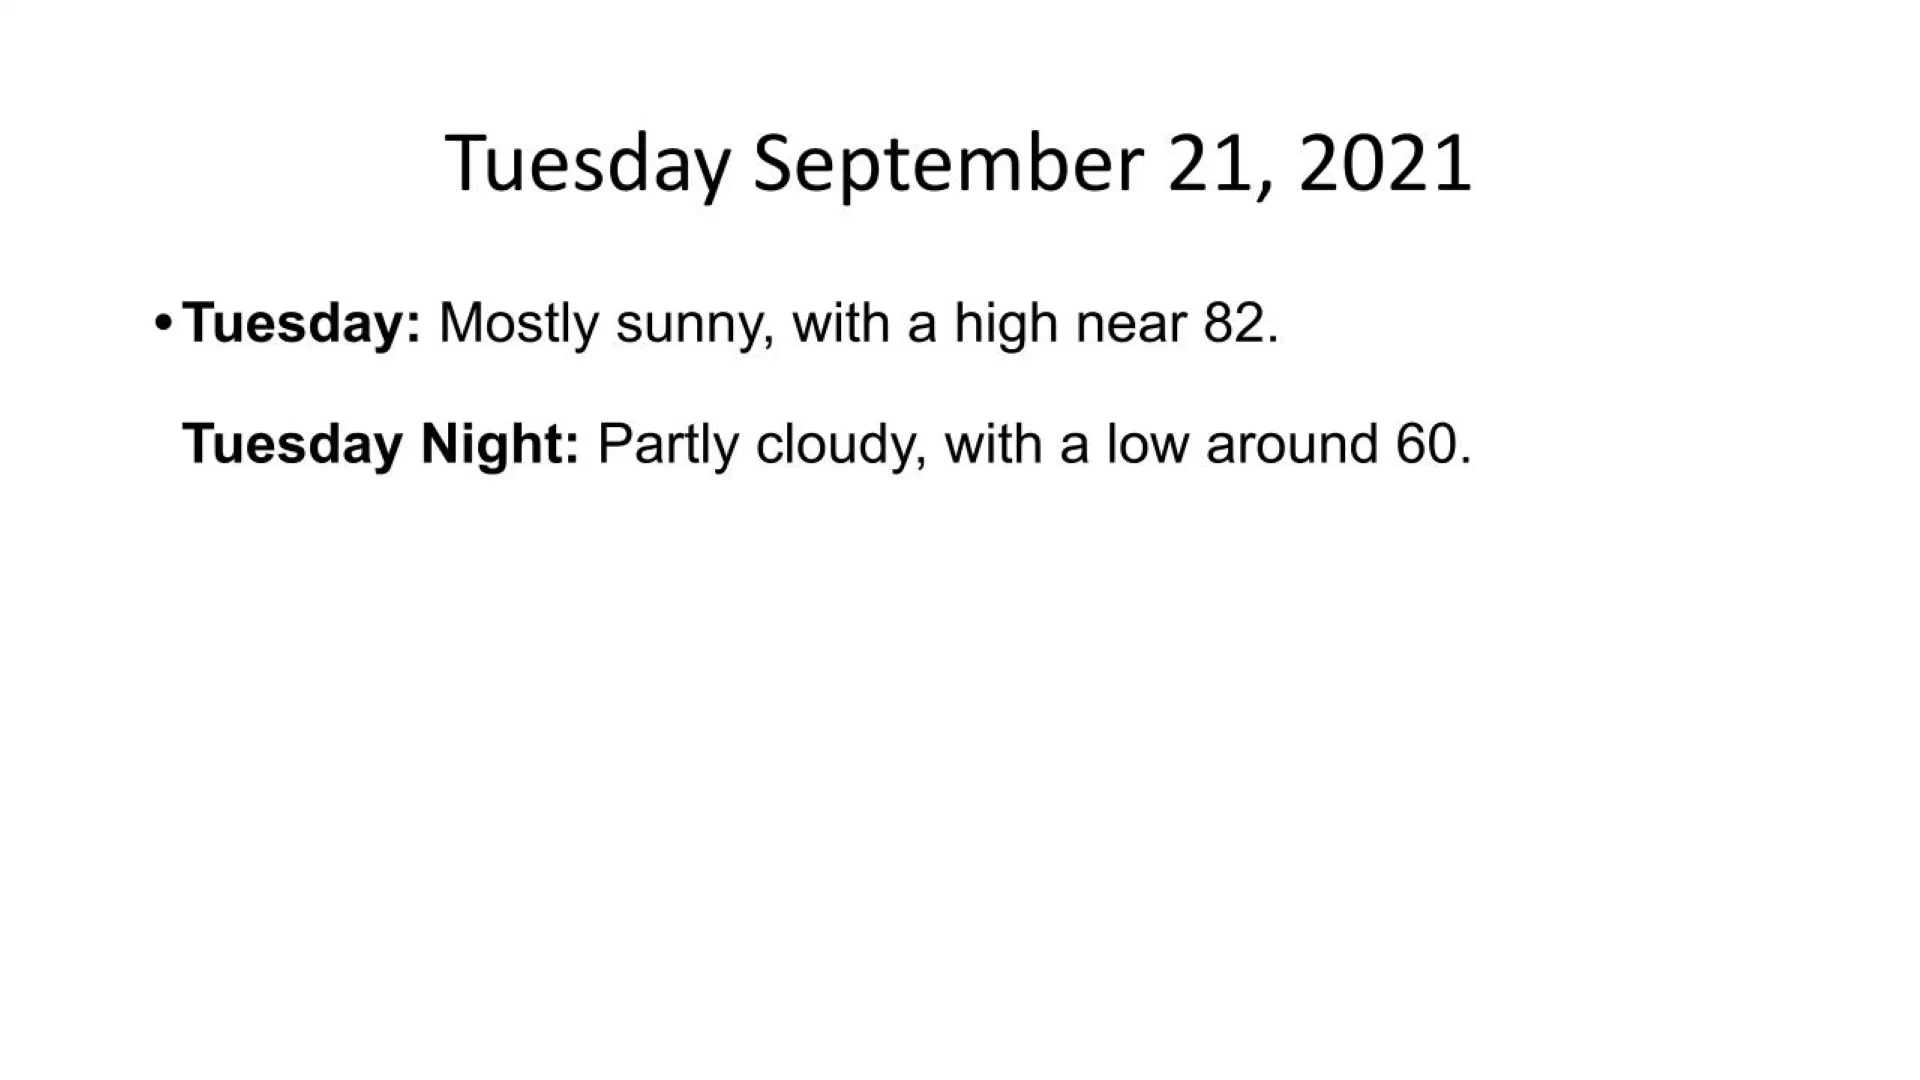 Tuesday September 21, 2021
• Tuesday: Mostly sunny, with a high near 82.
Tuesday Night: Partly cloudy, with a low around 60.